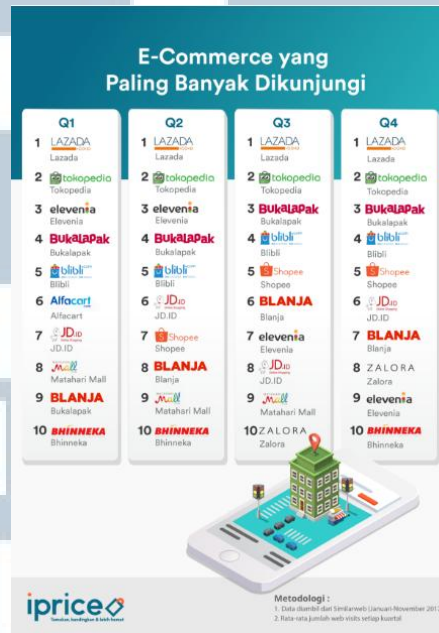 E-Commerce yang
Paling Banyak Dikunjungi
Q1
1 LAZADA
Lazada
2 tokopedia
Tokopedia
3 elevenia
Elevenia
4 BukaLapak
Bukalapak
5 blibli.com
Blibli
6 Alfacart
Alfacart
7 JD.ID
JD.ID
8 Mall
Matahari Mall
9 BLANJA
Bukalapak
10 BHINNEKA
Bhinneka
Q2
1 LAZADA
Lazada
2 tokopedia
Tokopedia
3 elevenia
Elevenia
4 BukaLapak
Bukalapak
5 blibli.com
Blibli
6 JD.ID
JD.ID
7 Shopee
Shopee
8 BLANJA
Blanja
9 Mall
Matahari Mall
10 BHINNEKA
Bhinneka
Q3
1 LAZADA
Lazada
2 tokopedia
Tokopedia
3 BukaLapak
Bukalapak
4 blibli
Blibli
5 Shopee
Shopee
6 BLANJA
Blanja
7 elevenia
Elevenia
8 JD.ID
JD.ID
9 Mall
Matahari Mall
10 ZALORA
Zalora
Q4
1 LAZADA
Lazada
2 tokopedia
Tokopedia
3 BukaLapak
Bukalapak
4 blibli
Blibli
5 Shopee
Shopee
6 JD.ID
JD.ID
7 BLANJA
Blanja
8 ZALORA
Zalora
9 elevenia
Elevenia
10 BHINNEKA
Bhinneka
iprice
Temukan, bandingkan & lebih hemat
Metodologi :
1. Data diambil dari Similarweb (Januari-November 201
2. Rata-rata jumlah web visits setiap kuartal